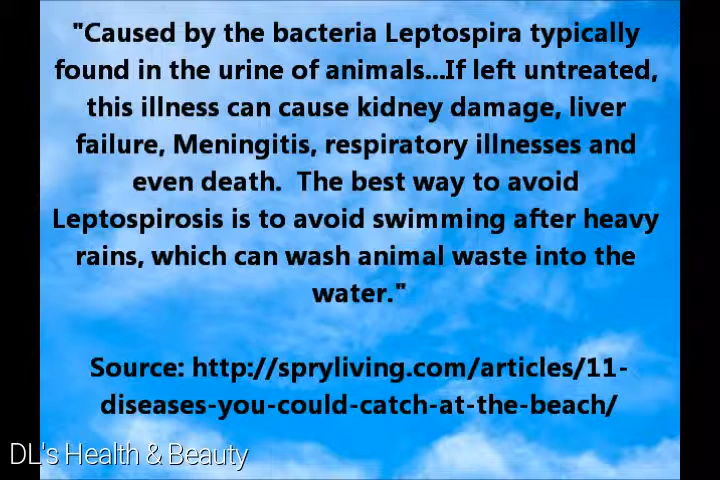 "Caused by the bacteria Leptospira typically
found in the urine of animals...If left untreated,
this illness can cause kidney damage, liver
failure, Meningitis, respiratory illnesses and
even death.  The best way to avoid
Leptospirosis is to avoid swimming after heavy
rains, which can wash animal waste into the
water."
Source: http://spryliving.com/articles/11-
diseases-you-could-catch-at-the-beach/
DL's Health & Beauty